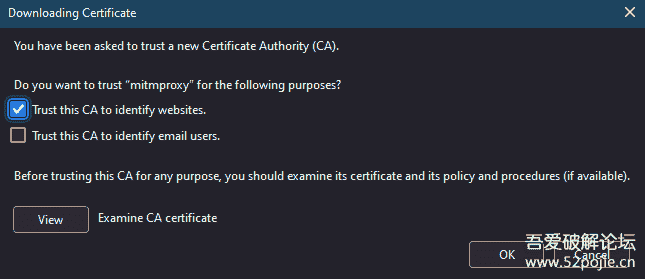 Downloading Certificate
You have been asked to trust a new Certificate Authority (CA).
Do you want to trust “mitmproxy” for the following purposes?
Trust this CA to identify websites.
Trust this CA to identify email users.
Before trusting this CA for any purpose, you should examine its certificate and its policy and procedures (if available).
View Examine CA certificate
吾爱破解论坛
OK Cancel
www.52pojie.cn